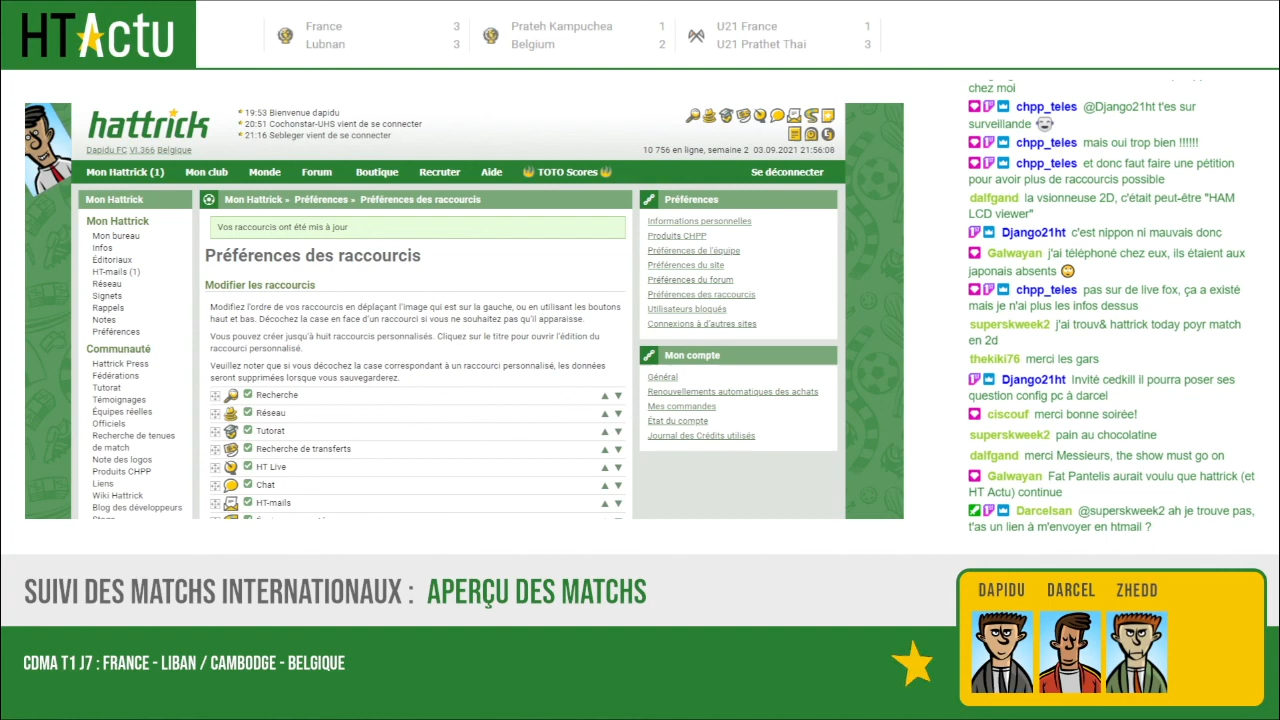 HTActu
France 3
Lubnan 3
Prateh Kampuchea 1
Belgium 2
U21 France 1
U21 Prathet Thai 3
hattrick
Dapidu FC VI.366 Belgique
19:53 Bienvenue dapidu
20:51 Cochonstar-UHS vient de se connecter
21:16 Sebleger vient de se connecter
10 756 en ligne, semaine 2 03.09.2021 21:56:08
Mon Hattrick (1) Mon club Monde Forum Boutique Recruter Aide TOTO Scores Se déconnecter
Mon Hattrick
Mon Hattrick
Mon bureau
Infos
Éditoriaux
HT-mails (1)
Réseau
Signets
Rappels
Notes
Préférences
Communauté
Hattrick Press
Fédérations
Tutorat
Témoignages
Équipes réelles
Officiels
Recherche de tenues
de match
Note des logos
Produits CHPP
Liens
Wiki Hattrick
Blog des développeurs
Mon Hattrick » Préférences » Préférences des raccourcis
Vos raccourcis ont été mis à jour
Préférences des raccourcis
Modifier les raccourcis
Modifiez l'ordre de vos raccourcis en déplaçant l'image qui est sur la gauche, ou en utilisant les boutons
haut et bas. Décochez la case en face d'un raccourci si vous ne souhaitez pas qu'il apparaisse.
Vous pouvez créer jusqu'à huit raccourcis personnalisés. Cliquez sur le titre pour ouvrir l'édition du
raccourci personnalisé.
Veuillez noter que si vous décochez la case correspondant à un raccourci personnalisé, les données
seront supprimées lorsque vous sauvegarderez.
Recherche
Réseau
Tutorat
Recherche de transferts
HT Live
Chat
HT-mails
Préférences
Informations personnelles
Produits CHPP
Préférences de l'équipe
Préférences du site
Préférences du forum
Préférences des raccourcis
Utilisateurs bloqués
Connexions à d'autres sites
Mon compte
Général
Renouvellements automatiques des achats
Mes commandes
État du compte
Journal des Crédits utilisés
chez moi
chpp_teles @Django21ht t'es sur
surveillande
chpp_teles mais oui trop bien !!!!!!
chpp_teles et donc faut faire une pétition
pour avoir plus de raccourcis possible
dalfgand la vsionneuse 2D, c'était peut-être "HAM
LCD viewer"
Django21ht c'est nippon ni mauvais donc
Galwayan j'ai téléphoné chez eux, ils étaient aux
japonais absents
chpp_teles pas sur de live fox, ça a existé
mais je n'ai plus les infos dessus
superskweek2 j'ai trouv& hattrick today poyr match
en 2d
thekiki76 merci les gars
Django21ht Invité cedkill il pourra poser ses
question config pc à darcel
ciscouf merci bonne soirée!
superskweek2 pain au chocolatine
dalfgand merci Messieurs, the show must go on
Galwayan Fat Pantelis aurait voulu que hattrick (et
HT Actu) continue
Darcelsan @superskweek2 ah je trouve pas,
t'as un lien à m'envoyer en htmail ?
SUIVI DES MATCHS INTERNATIONAUX : APERÇU DES MATCHS
CDMA T1 J7 : FRANCE - LIBAN / CAMBODGE - BELGIQUE
DAPIDU DARCEL ZHEDD